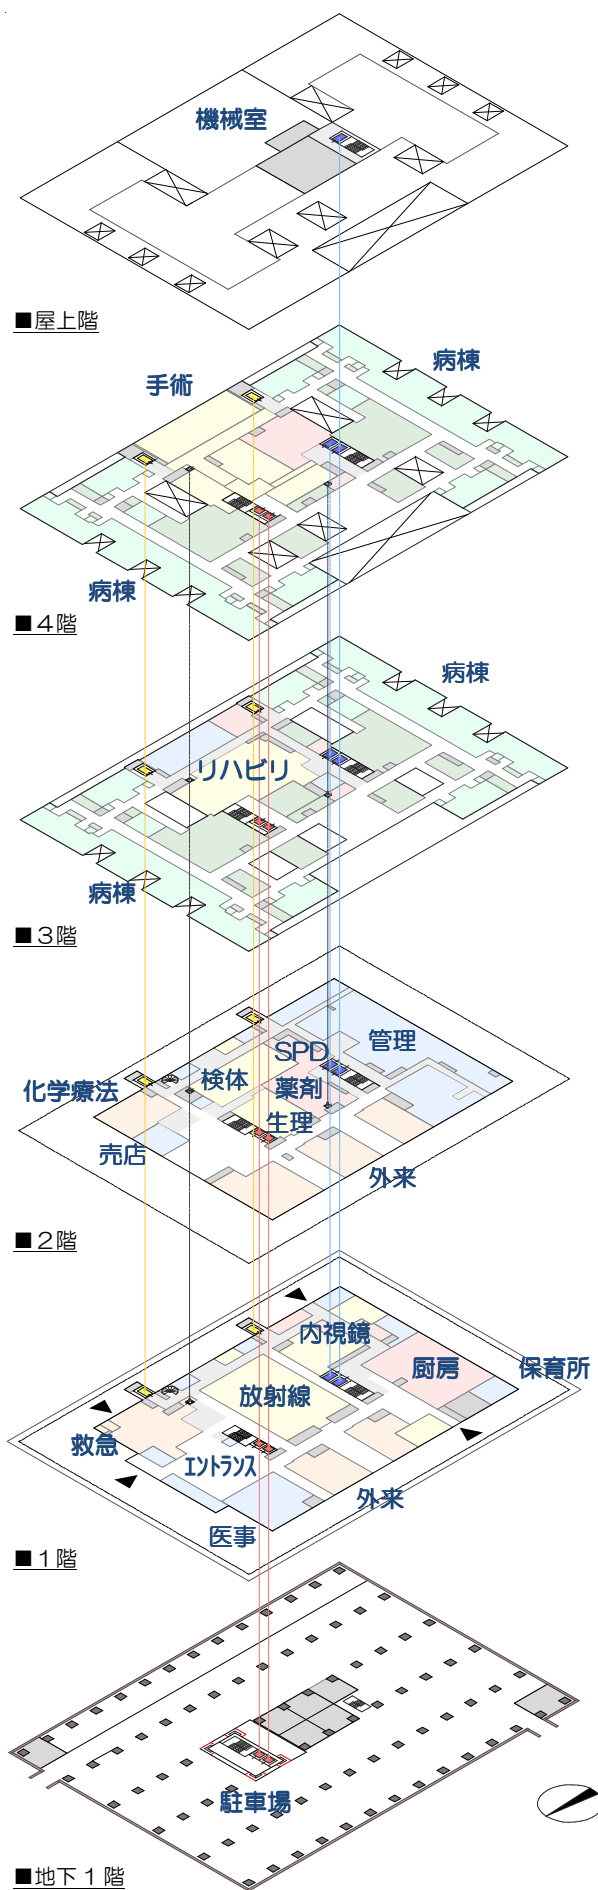 機械室
■屋上階
病棟
手術
病棟
■４階
病棟
リハビリ
病棟
■３階
管理
SPD
検体
薬剤
化学療法
生理
売店
外来
■２階
内視鏡
厨房
保育所
放射線
救急
エントランス
外来
医事
■１階
駐車場
■地下１階